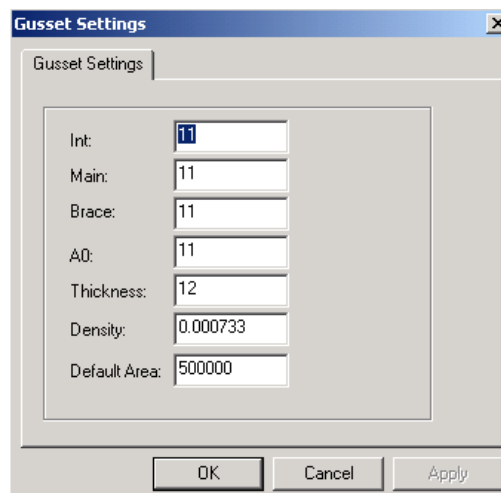 Gusset Settings
Gusset Settings
Int: 11
Main: 11
Brace: 11
A0: 11
Thickness: 12
Density: 0.000733
Default Area: 500000
OK Cancel Apply